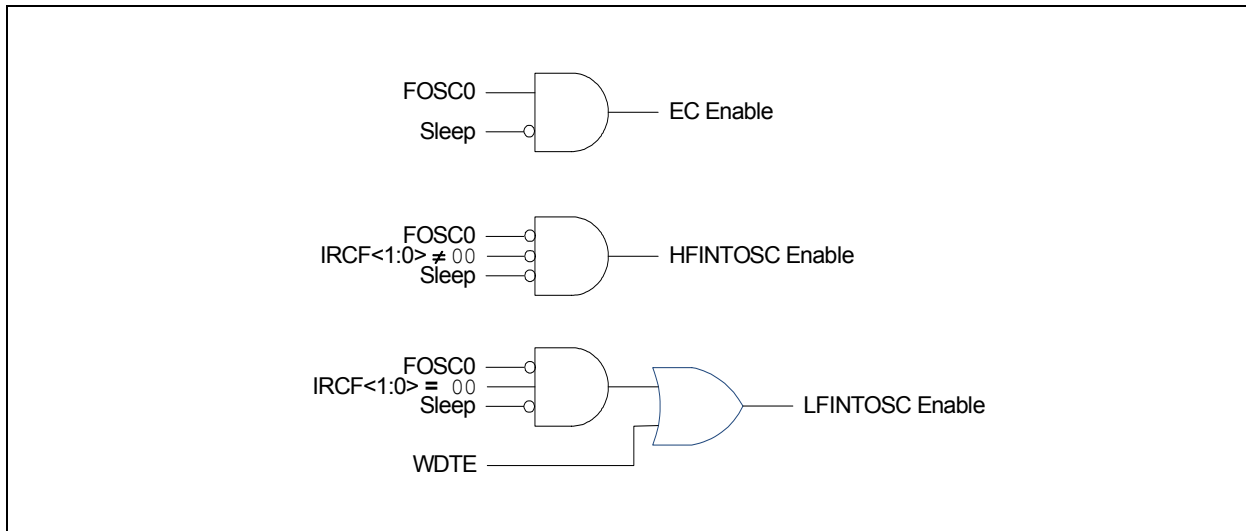 FOSC0
EC Enable
Sleep
FOSC0
IRCF<1:0> ≠ 00
HFINTOSC Enable
Sleep
FOSC0
IRCF<1:0> = 00
Sleep
LFINTOSC Enable
WDTE